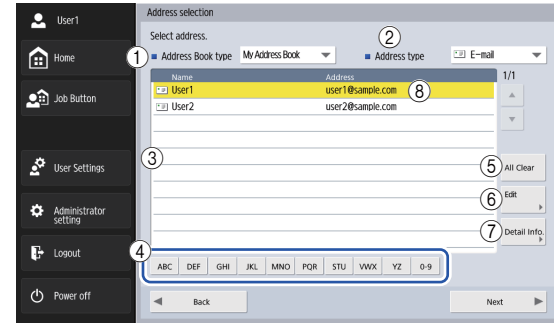 User1
Home
Job Button
User Settings
Administrator
setting
Logout
Power off
Address selection
Select address.
1 Address Book type My Address Book
2 Address type E-mail
Name Address 1/1
User1 user1@sample.com 8
User2 user2@sample.com
3
5 All Clear
6 Edit
7 Detail Info.
4
ABC DEF GHI JKL MNO PQR STU VWX YZ 0-9
Back Next